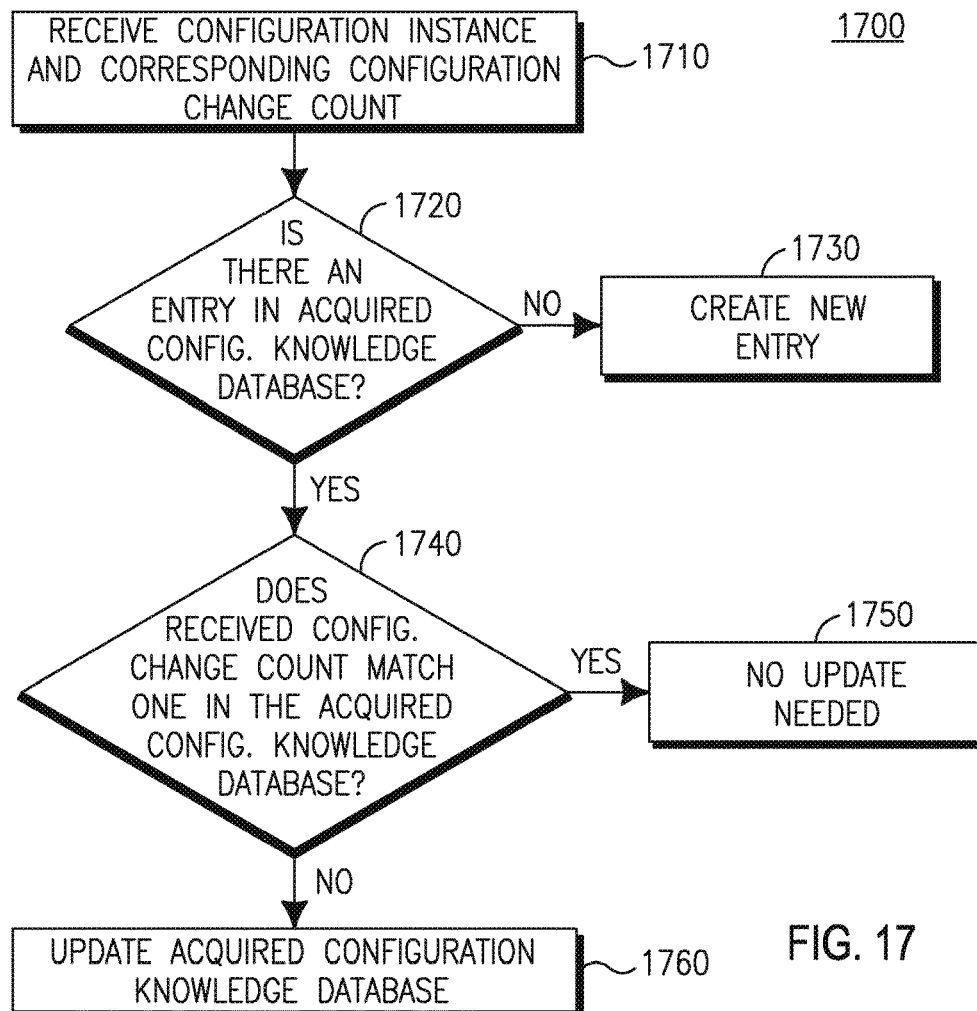 RECEIVE CONFIGURATION INSTANCE
AND CORRESPONDING CONFIGURATION
CHANGE COUNT
1710
1700
1720
IS
THERE AN
ENTRY IN ACQUIRED
CONFIG. KNOWLEDGE
DATABASE?
NO
1730
CREATE NEW
ENTRY
YES
1740
DOES
RECEIVED CONFIG.
CHANGE COUNT MATCH
ONE IN THE ACQUIRED
CONFIG. KNOWLEDGE
DATABASE?
YES
1750
NO UPDATE
NEEDED
NO
UPDATE ACQUIRED CONFIGURATION
KNOWLEDGE DATABASE
1760
FIG. 17